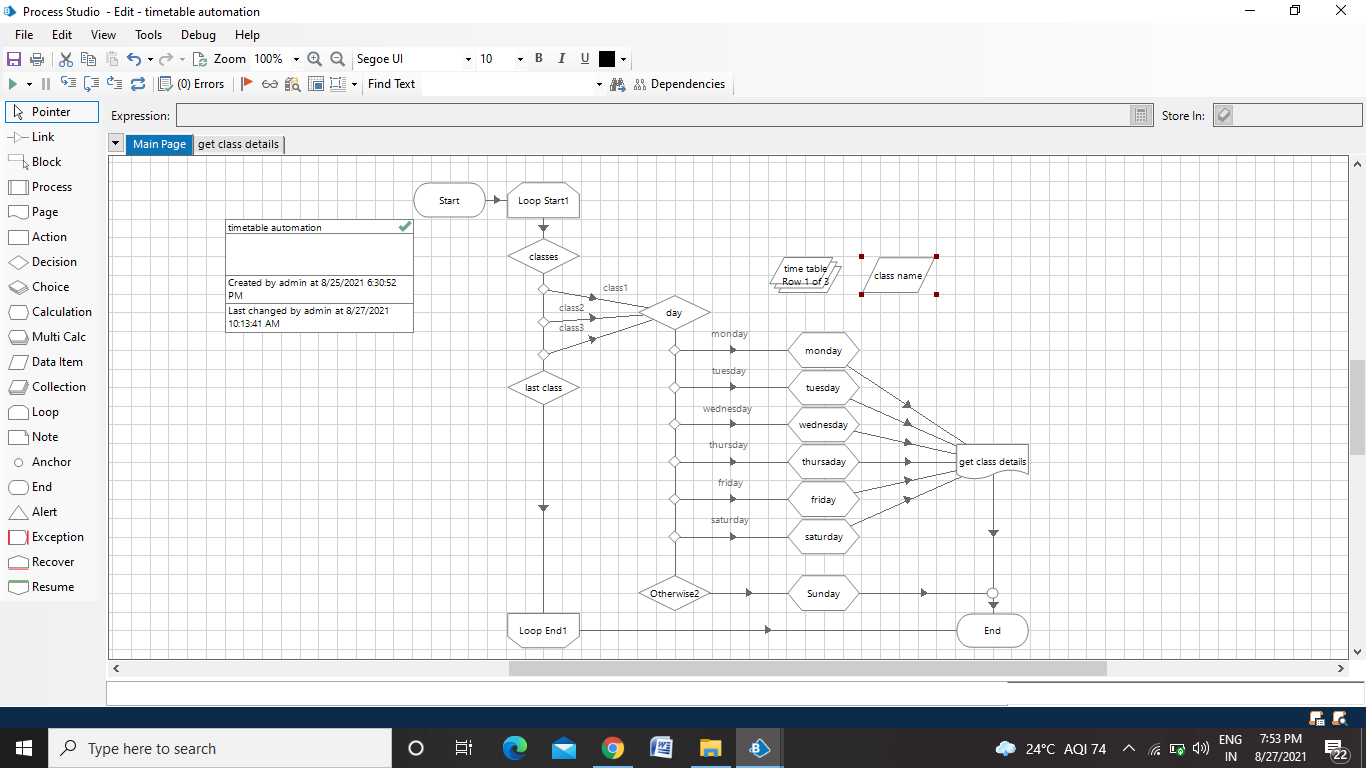 Process Studio - Edit - timetable automation
File Edit View Tools Debug Help
Zoom 100% Segoe UI 10 B I U
(0) Errors Find Text Dependencies
Pointer
Link
Block
Process
Page
Action
Decision
Choice
Calculation
Multi Calc
Data Item
Collection
Loop
Note
Anchor
End
Alert
Exception
Recover
Resume
Expression: Store In:
Main Page get class details
Start Loop Start1
timetable automation
Created by admin at 8/25/2021 6:30:52
PM
Last changed by admin at 8/27/2021
10:13:41 AM
classes
class1
class2
class3
last class
Loop End1
day
time table
Row 1 of 3
class name
monday monday
tuesday tuesday
wednesday wednesday
thursday thursaday
friday friday
saturday saturday
get class details
Otherwise2 Sunday
End
Type here to search
24°C AQI 74
ENG
IN
7:53 PM
8/27/2021
22